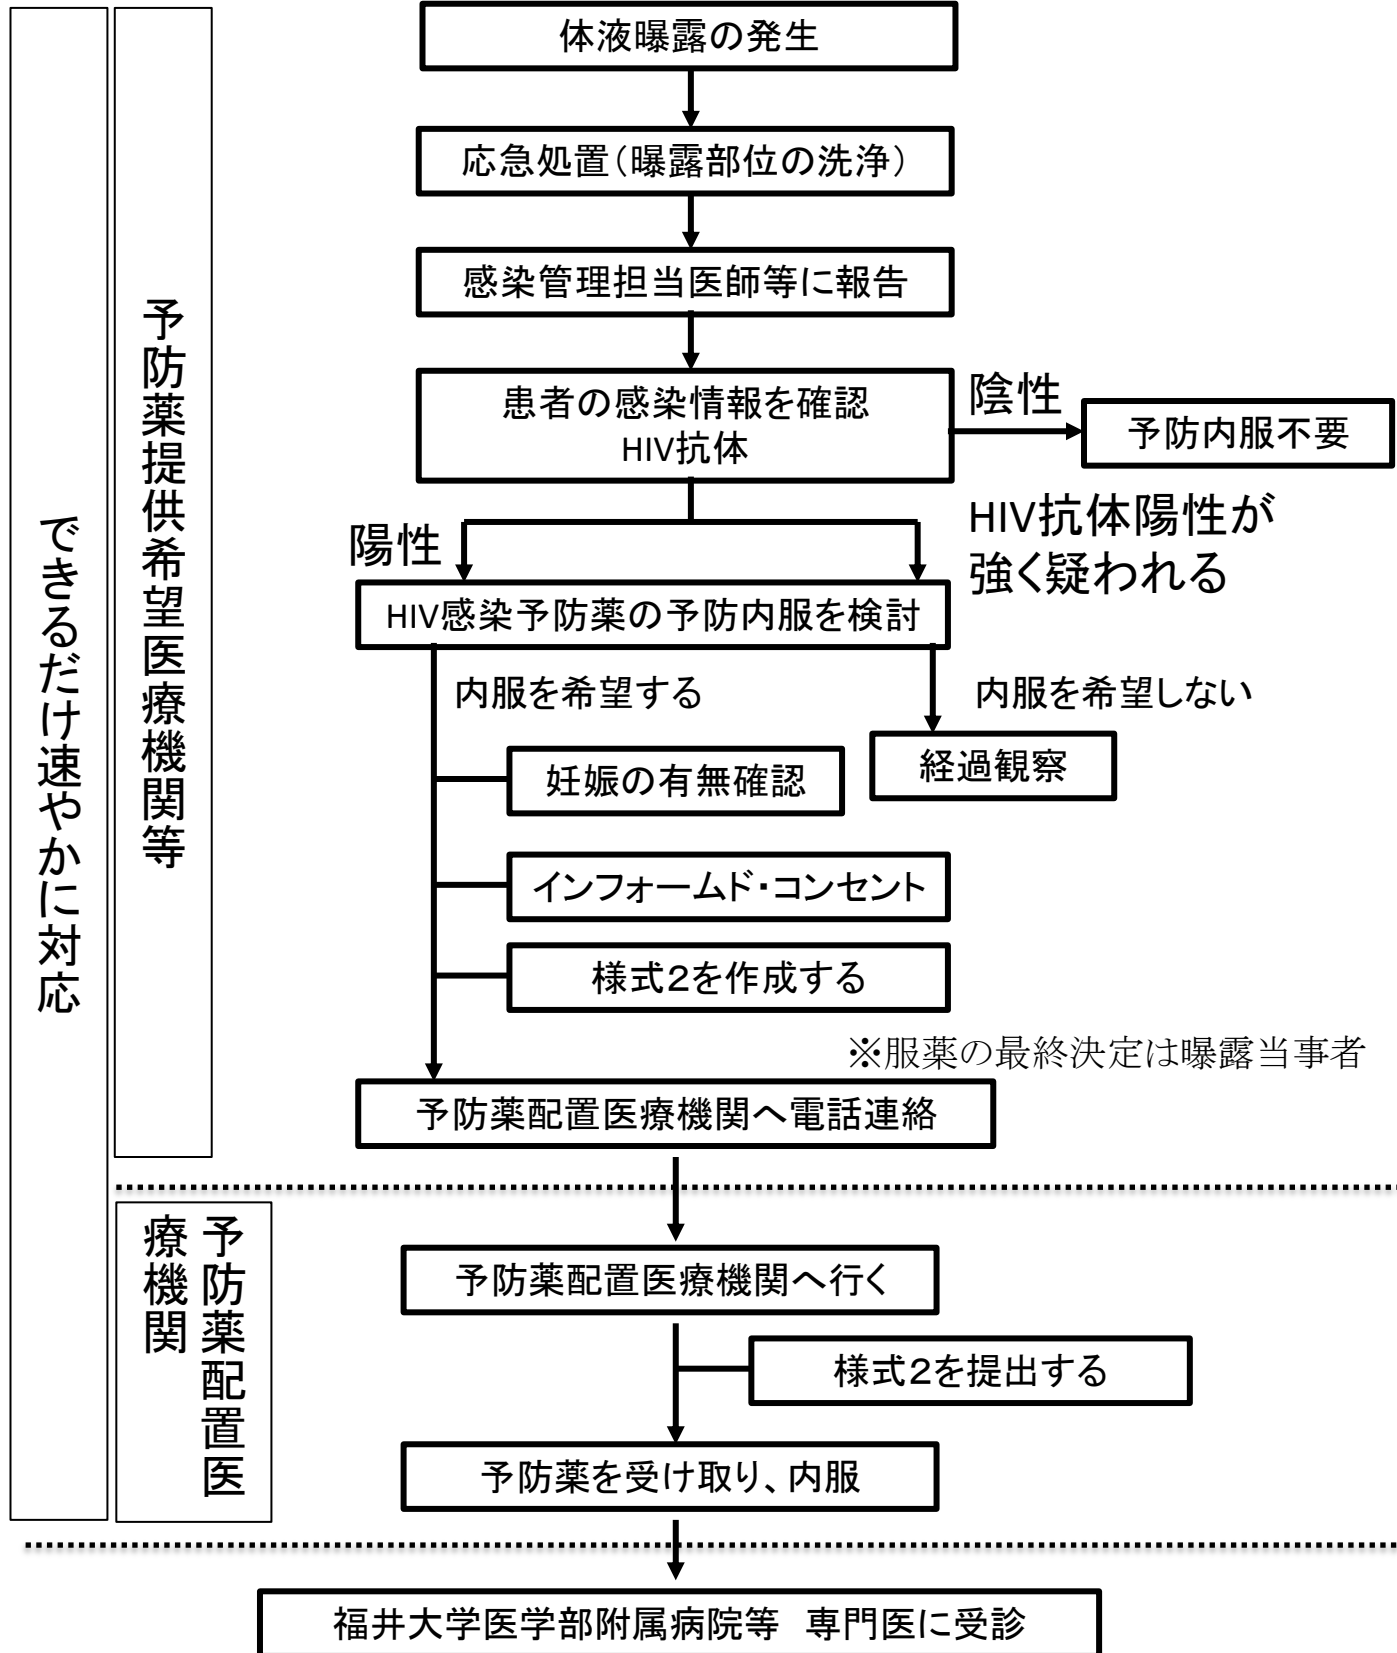 体液曝露の発生
応急処置（曝露部位の洗浄）
感染管理担当医師等に報告
患者の感染情報を確認
HIV抗体
陰性
予防内服不要
陽性
HIV抗体陽性が
強く疑われる
HIV感染予防薬の予防内服を検討
内服を希望する
内服を希望しない
妊娠の有無確認
経過観察
インフォームド・コンセント
様式２を作成する
※服薬の最終決定は曝露当事者
予防薬配置医療機関へ電話連絡
予防薬配置医療機関へ行く
様式２を提出する
予防薬を受け取り、内服
福井大学医学部附属病院等　専門医に受診
できるだけ速やかに対応
予防薬提供希望医療機関等
予防薬配置医
療機関